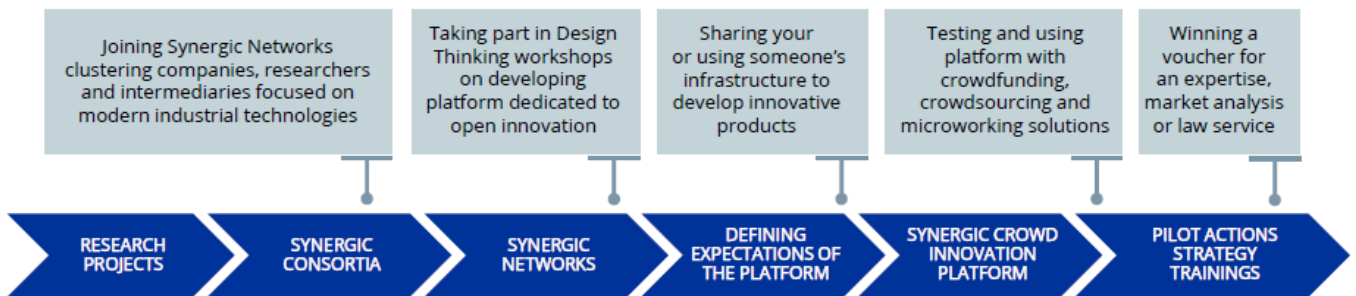 Joining Synergic Networks
clustering companies, researchers
and intermediaries focused on
modern industrial technologies
Taking part in Design
Thinking workshops
on developing
platform dedicated to
open innovation
Sharing your
or using someone’s
infrastructure to
develop innovative
products
Testing and using
platform with
crowdfunding,
crowdsourcing and
microworking solutions
Winning a
voucher for
an expertise,
market analysis
or law service
RESEARCH
PROJECTS
SYNERGIC
CONSORTIA
SYNERGIC
NETWORKS
DEFINING
EXPECTATIONS OF
THE PLATFORM
SYNERGIC CROWD
INNOVATION
PLATFORM
PILOT ACTIONS
STRATEGY
TRAININGS